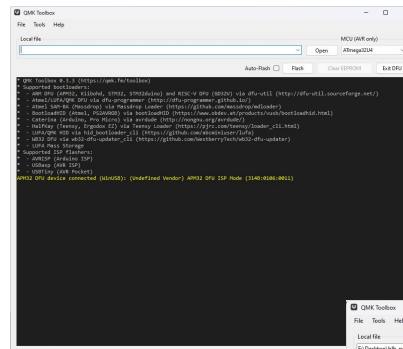 QMK Toolbox
File Tools Help
Local file
MCU (AVR only)
Open
ATmega32U4
Auto-Flash
Flash
Clear EEPROM
Exit DFU
* QMK Toolbox 0.3.3 (https://qmk.fm/toolbox)
* Supported bootloaders:
* - ARM DFU (APM32, Kiibohd, STM32, STM32duino) and RISC-V DFU (GD32V) via dfu-util (http://dfu-util.sourceforge.net/)
* - Atmel/LUFA/QMK DFU via dfu-programmer (http://dfu-programmer.github.io/)
* - Atmel SAM-BA (Massdrop) via Massdrop Loader (https://github.com/massdrop/mdloader)
* - BootloadHID (Atmel, PS2AVRGB) via bootloadHID (https://www.obdev.at/products/vusb/bootloadhid.html)
* - Caterina (Arduino, Pro Micro) via avrdude (http://nongnu.org/avrdude/)
* - HalfKay (Teensy, Ergodox EZ) via Teensy Loader (https://pjrc.com/teensy/loader_cli.html)
* - LUFA/QMK HID via hid_bootloader_cli (https://github.com/abcminiuser/lufa)
* - WB32 DFU via wb32-dfu-updater_cli (https://github.com/WestberryTech/wb32-dfu-updater)
* - LUFA Mass Storage
* Supported ISP flashers:
* - AVRISP (Arduino ISP)
* - USBasp (AVR ISP)
* - USBTiny (AVR Pocket)
APM32 DFU device connected (WinUSB): (Undefined Vendor) APM32 DFU ISP Mode (314B:0106:0011)
QMK Toolbox
File Tools Hel
Local file